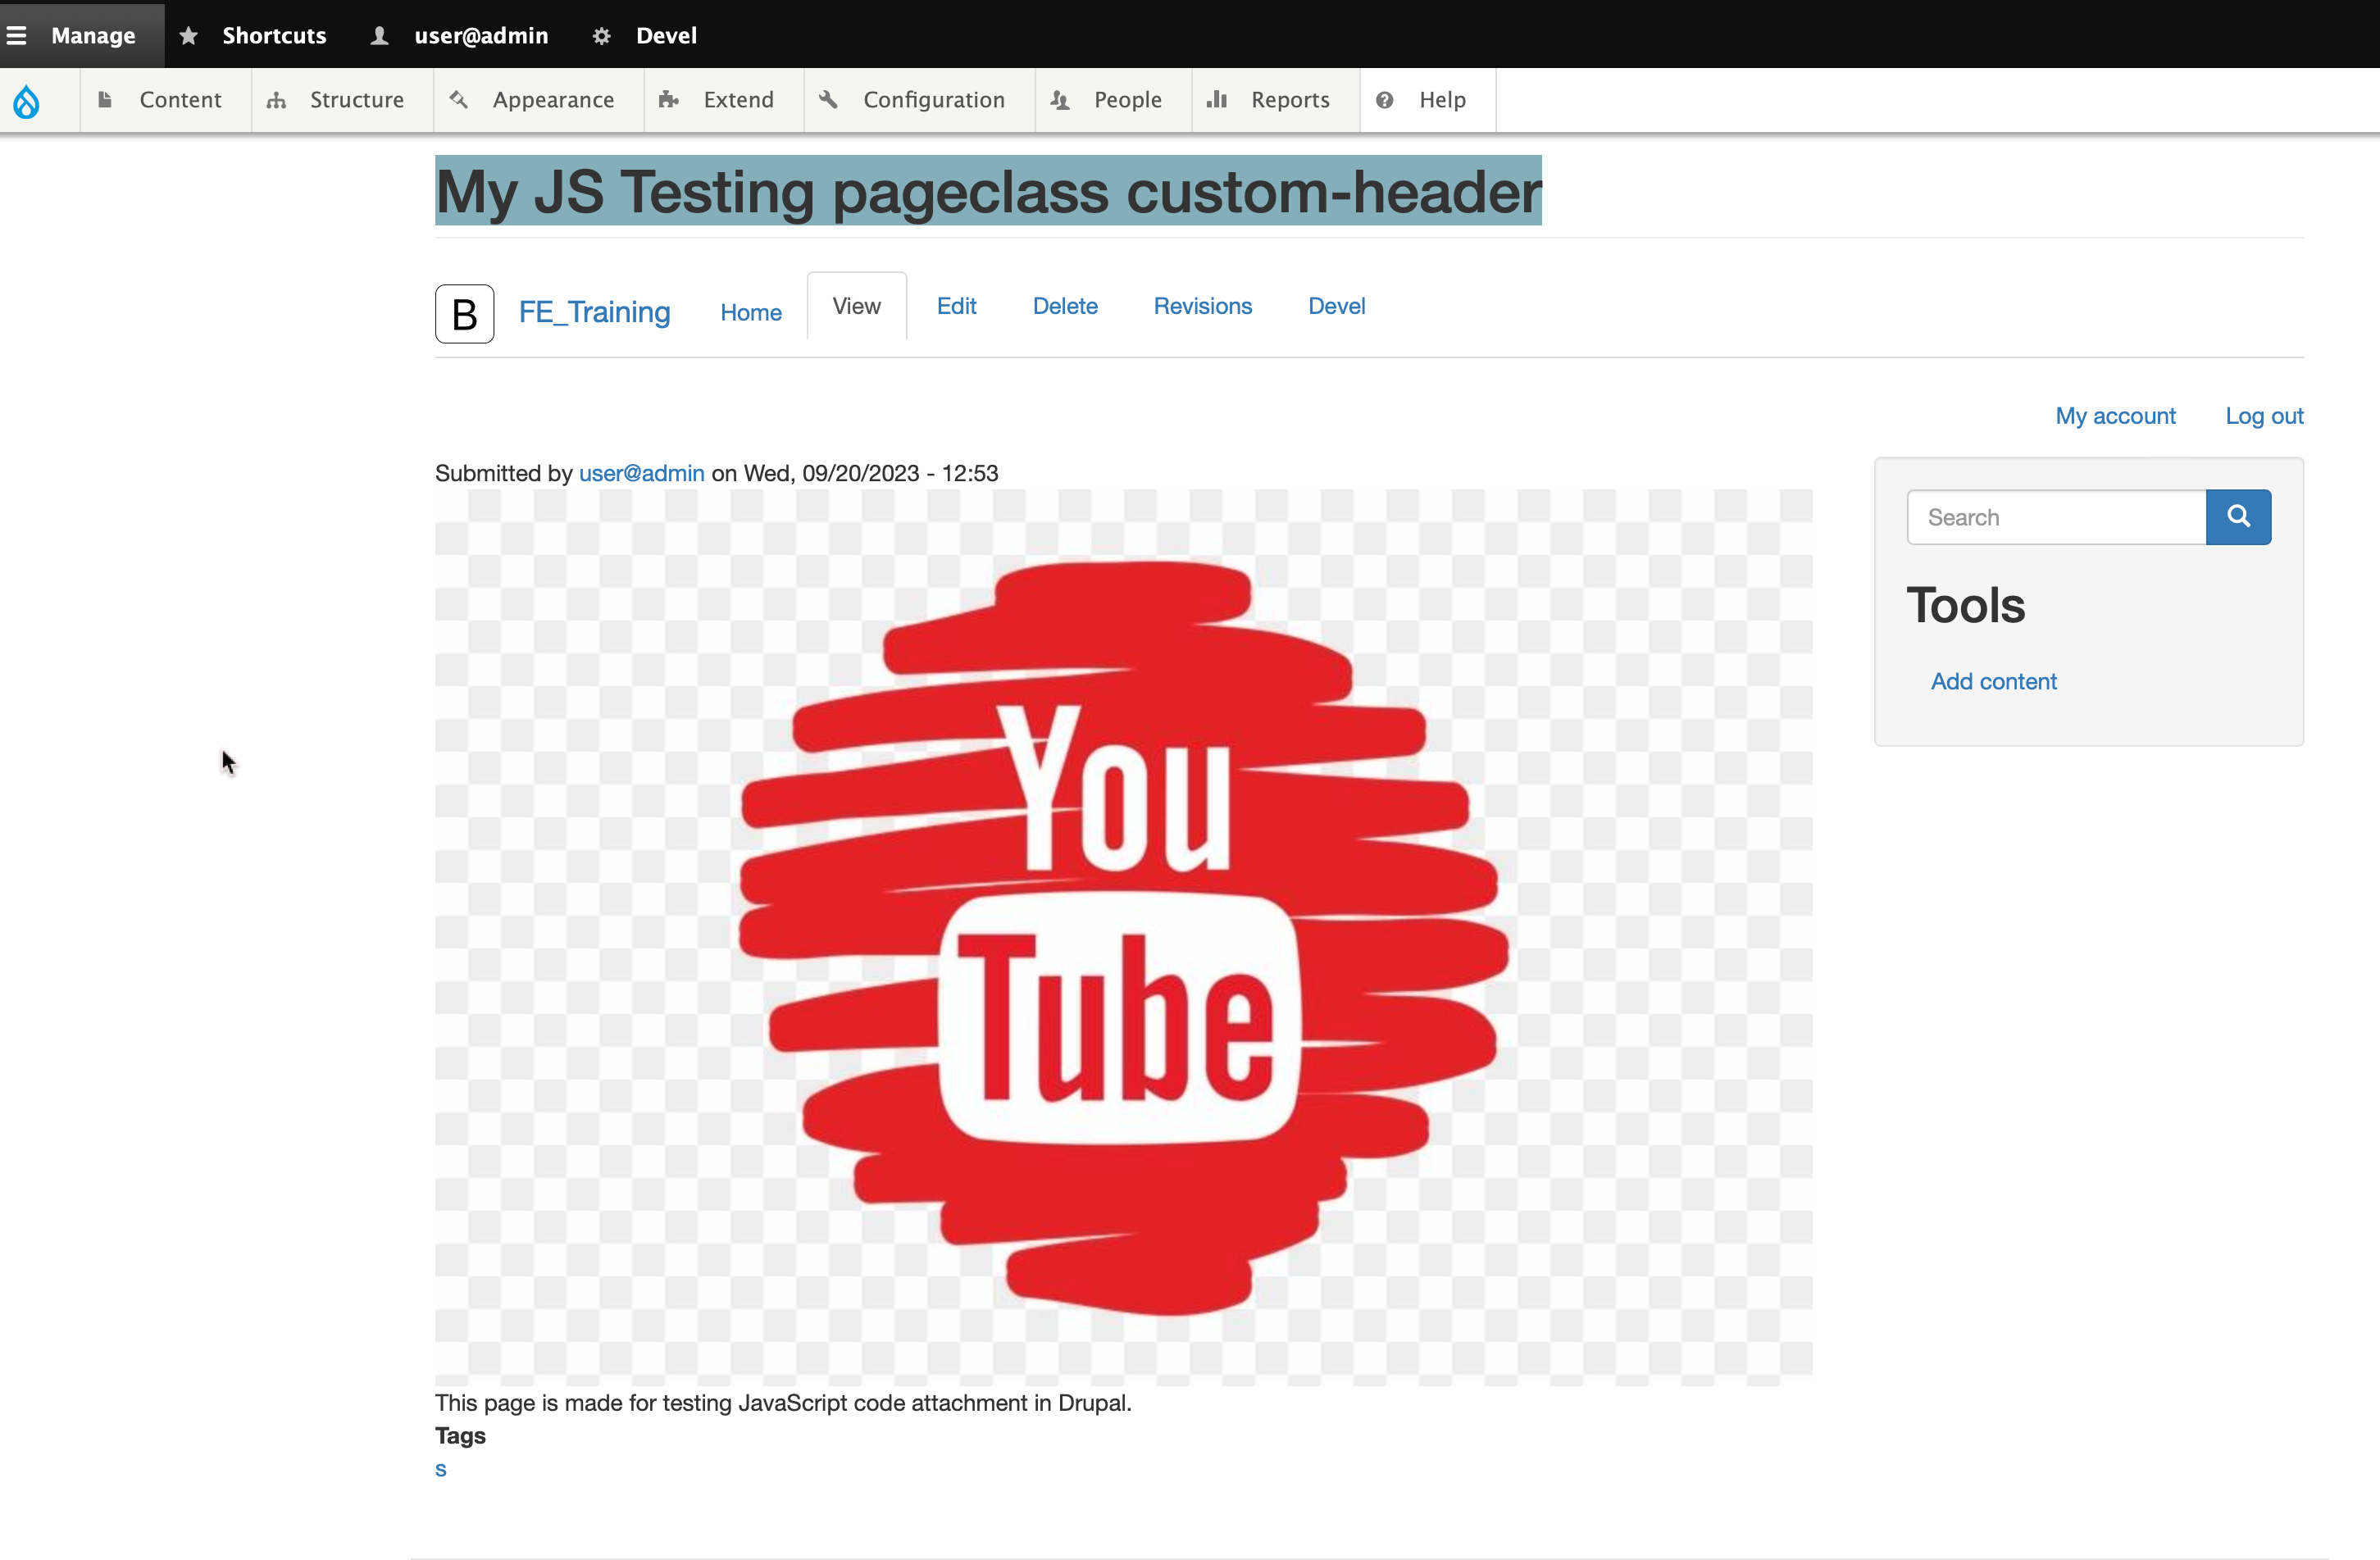 Manage Shortcuts user@admin Devel
Content Structure Appearance Extend Configuration People Reports Help
My JS Testing pageclass custom-header
B FE_Training Home View Edit Delete Revisions Devel
My account Log out
Submitted by user@admin on Wed, 09/20/2023 - 12:53
Search
Tools
Add content
You
Tube
This page is made for testing JavaScript code attachment in Drupal.
Tags
s